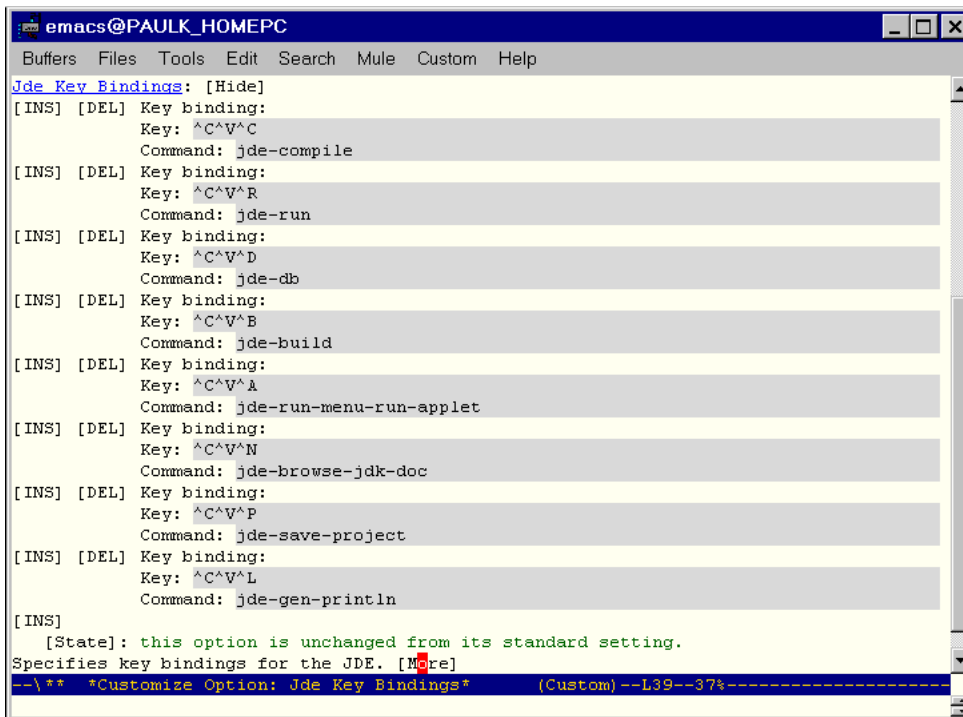 emacs@PAULK_HOMEPC
Buffers Files Tools Edit Search Mule Custom Help
Jde Key Bindings: [Hide]
[INS] [DEL] Key binding:
Key: ^C^V^C
Command: jde-compile
[INS] [DEL] Key binding:
Key: ^C^V^R
Command: jde-run
[INS] [DEL] Key binding:
Key: ^C^V^D
Command: jde-db
[INS] [DEL] Key binding:
Key: ^C^V^B
Command: jde-build
[INS] [DEL] Key binding:
Key: ^C^V^A
Command: jde-run-menu-run-applet
[INS] [DEL] Key binding:
Key: ^C^V^N
Command: jde-browse-jdk-doc
[INS] [DEL] Key binding:
Key: ^C^V^P
Command: jde-save-project
[INS] [DEL] Key binding:
Key: ^C^V^L
Command: jde-gen-println
[INS]
[State]: this option is unchanged from its standard setting.
Specifies key bindings for the JDE. [More]
--\** *Customize Option: Jde Key Bindings* (Custom)--L39--37%----------------------